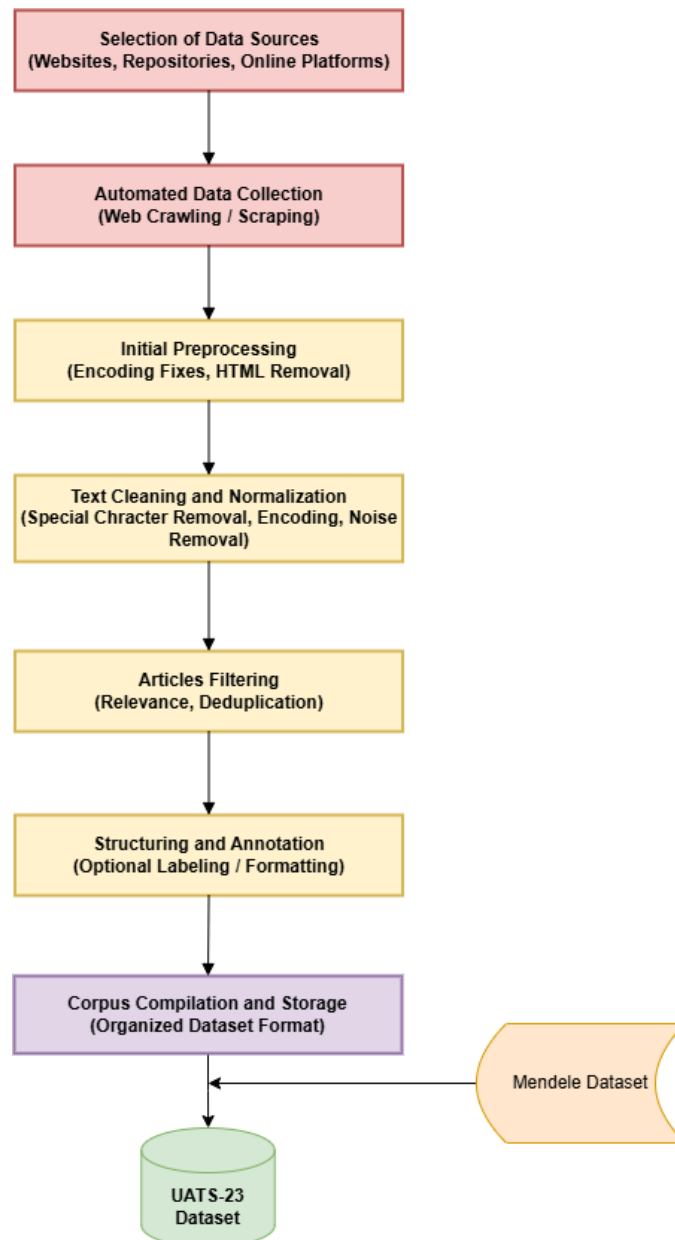 Selection of Data Sources
(Websites, Repositories, Online Platforms)
Automated Data Collection
(Web Crawling / Scraping)
Initial Preprocessing
(Encoding Fixes, HTML Removal)
Text Cleaning and Normalization
(Special Chracter Removal, Encoding, Noise
Removal)
Articles Filtering
(Relevance, Deduplication)
Structuring and Annotation
(Optional Labeling / Formatting)
Corpus Compilation and Storage
(Organized Dataset Format)
Mendele Dataset
UATS-23
Dataset